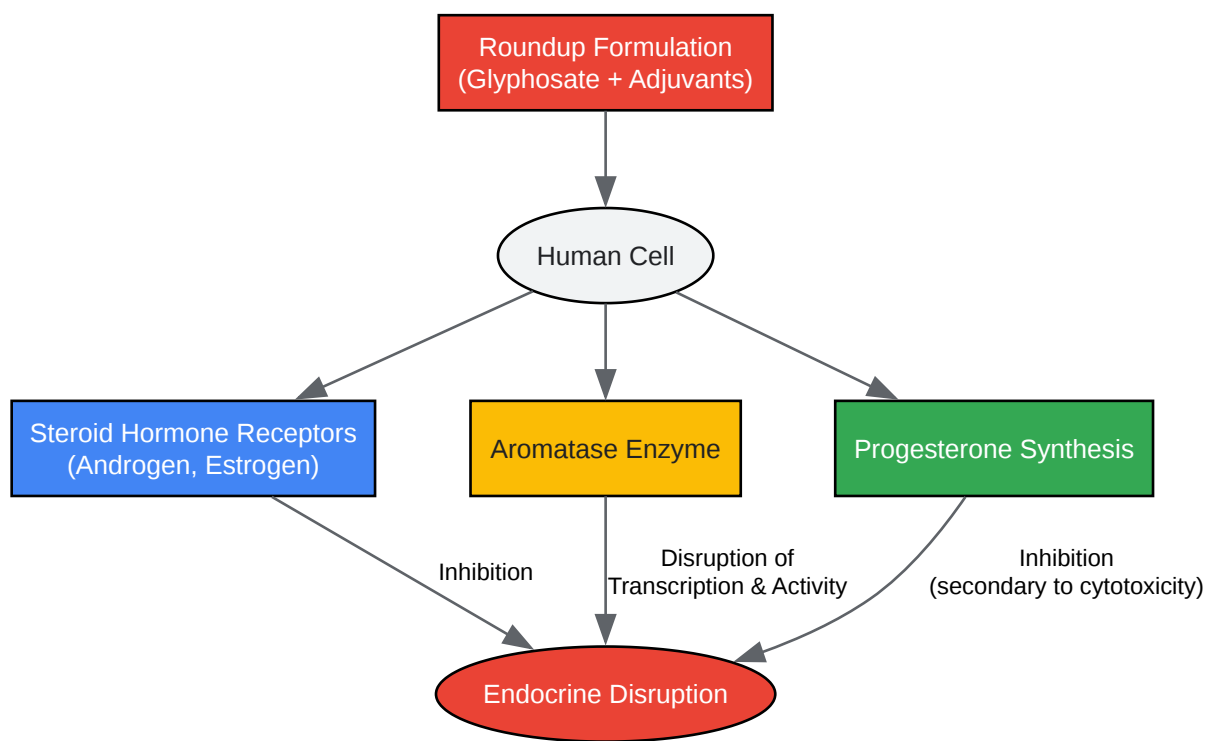 Roundup Formulation
(Glyphosate + Adjuvants)
Human Cell
Steroid Hormone Receptors
(Androgen, Estrogen)
Aromatase Enzyme
Progesterone Synthesis
Inhibition
Disruption of
Transcription & Activity
Inhibition
(secondary to cytotoxicity)
Endocrine Disruption